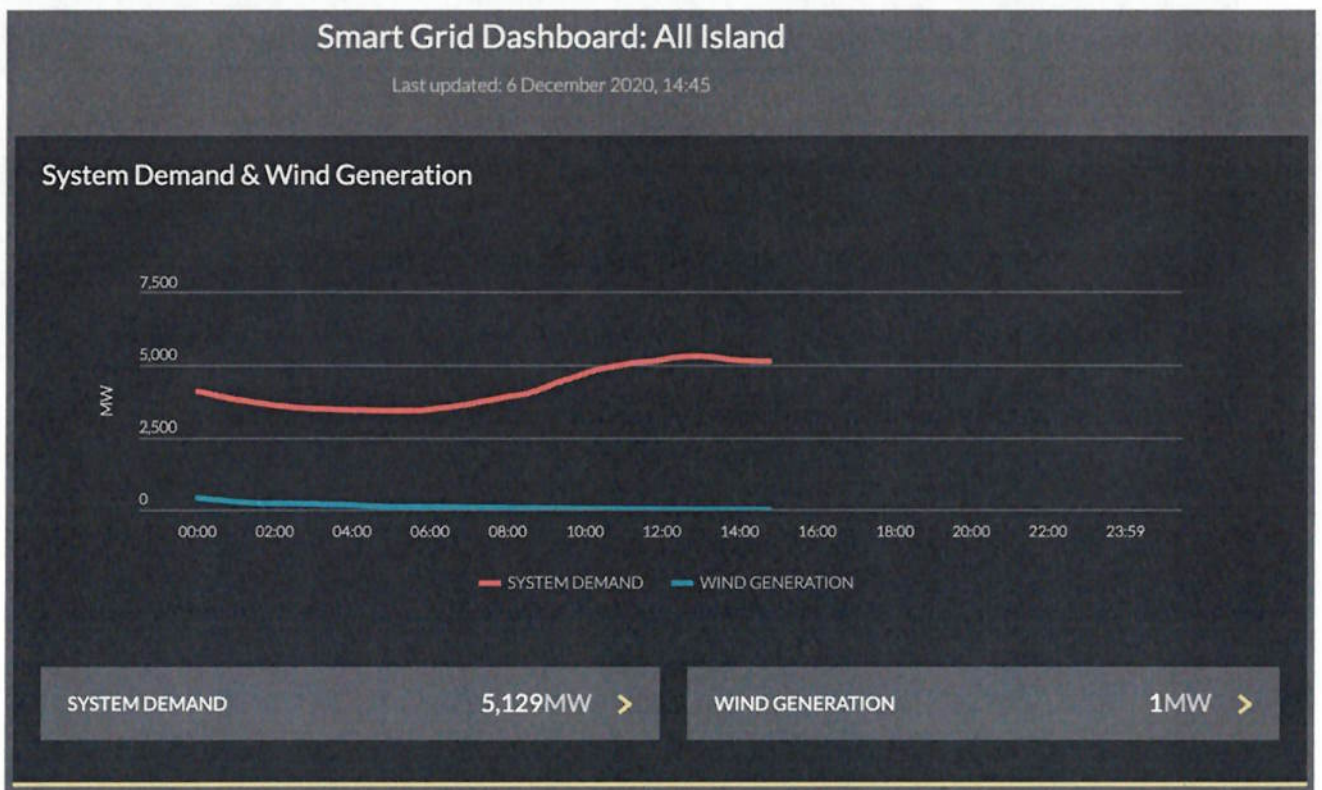 Smart Grid Dashboard: All Island
Last updated: 6 December 2020, 14:45
System Demand & Wind Generation
7,500
5,000
MW
2,500
0
00:00 02:00 04:00 06:00 08:00 10:00 12:00 14:00 16:00 18:00 20:00 22:00 23:59
SYSTEM DEMAND WIND GENERATION
SYSTEM DEMAND 5,129MW > WIND GENERATION 1MW >